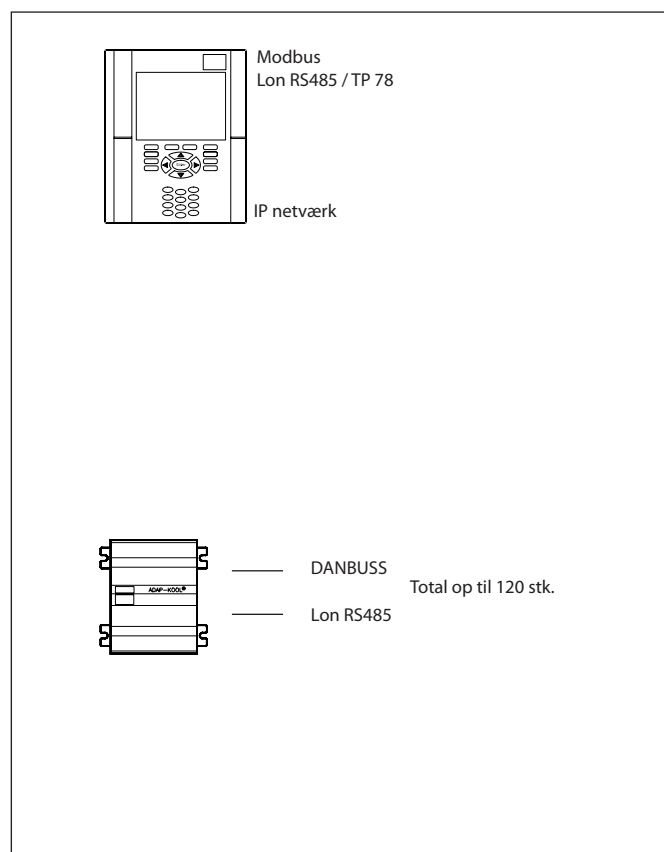 Modbus
Lon RS485 / TP 78
IP netværk
ADAP-KOOL®
DANBUSS
Total op til 120 stk.
Lon RS485